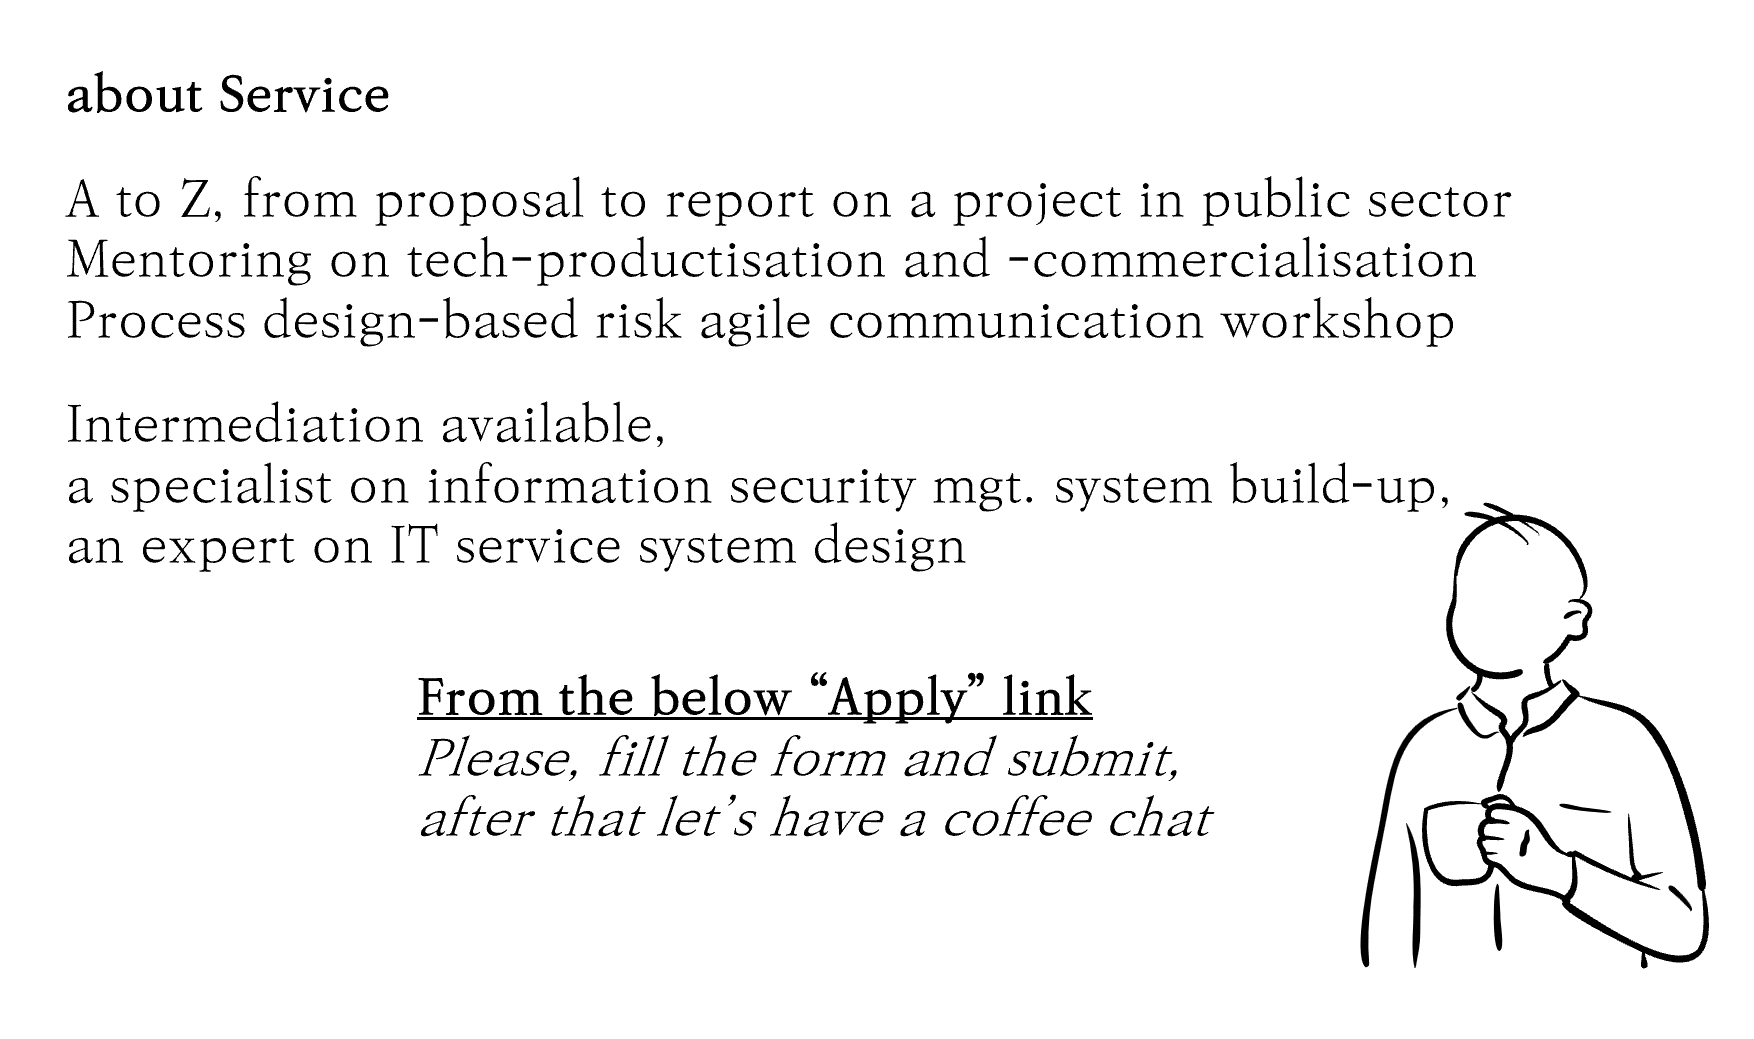 about Service
A to Z, from proposal to report on a project in public sector
Mentoring on tech-productisation and -commercialisation
Process design-based risk agile communication workshop
Intermediation available,
a specialist on information security mgt. system build-up,
an expert on IT service system design
From the below “Apply” link
Please, fill the form and submit,
after that let’s have a coffee chat